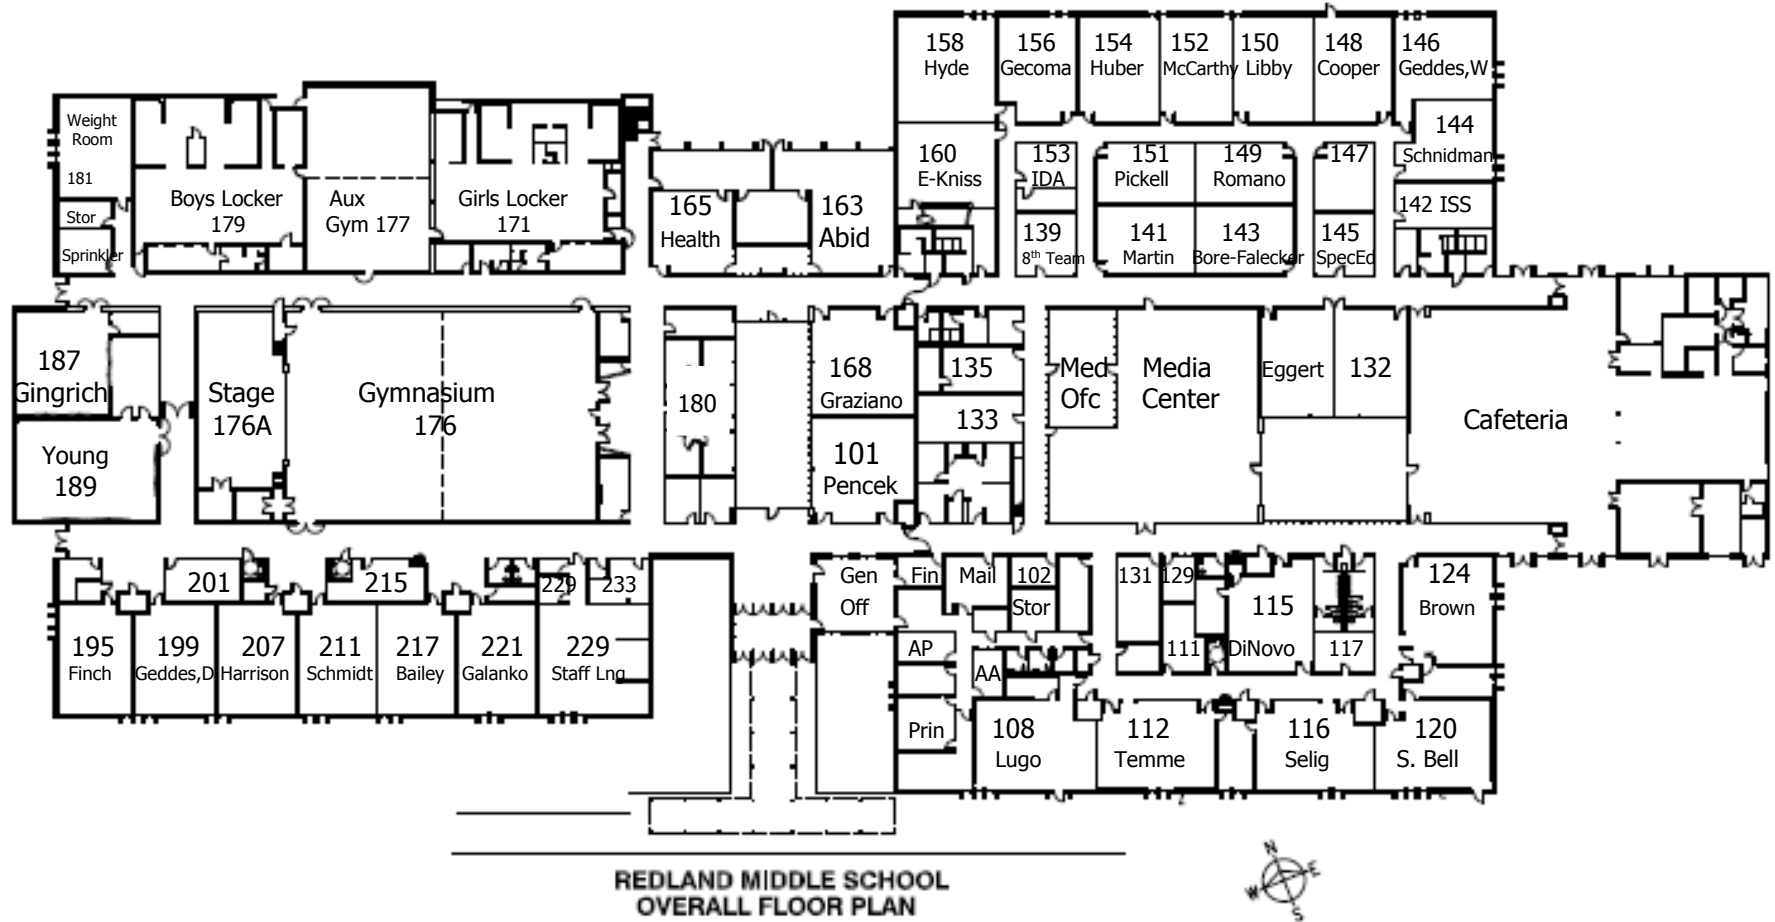 158
Hyde
156
Gecoma
154
Huber
152
McCarthy
150
Libby
148
Cooper
146
Geddes,W
Weight
Room
181
Stor
Sprinkler
Boys Locker
179
Aux
Gym 177
Girls Locker
171
165
Health
163
Abid
160
E-Kniss
153
IDA
151
Pickell
149
Romano
147
144
Schnidman
142 ISS
139
8th Team
141
Martin
143
Bore-Falecker
145
SpecEd
187
Gingrich
Young
189
Stage
176A
Gymnasium
176
180
168
Graziano
101
Pencek
135
133
Med
Ofc
Media
Center
Eggert
132
Cafeteria
201
215
229
233
195
Finch
199
Geddes,D
207
Harrison
211
Schmidt
217
Bailey
221
Galanko
229
Staff Lng
Gen
Off
Fin
Mail
102
Stor
AP
AA
Prin
131
129
111
115
DiNovo
117
124
Brown
108
Lugo
112
Temme
116
Selig
120
S. Bell
REDLAND MIDDLE SCHOOL
OVERALL FLOOR PLAN
N
E
W
S